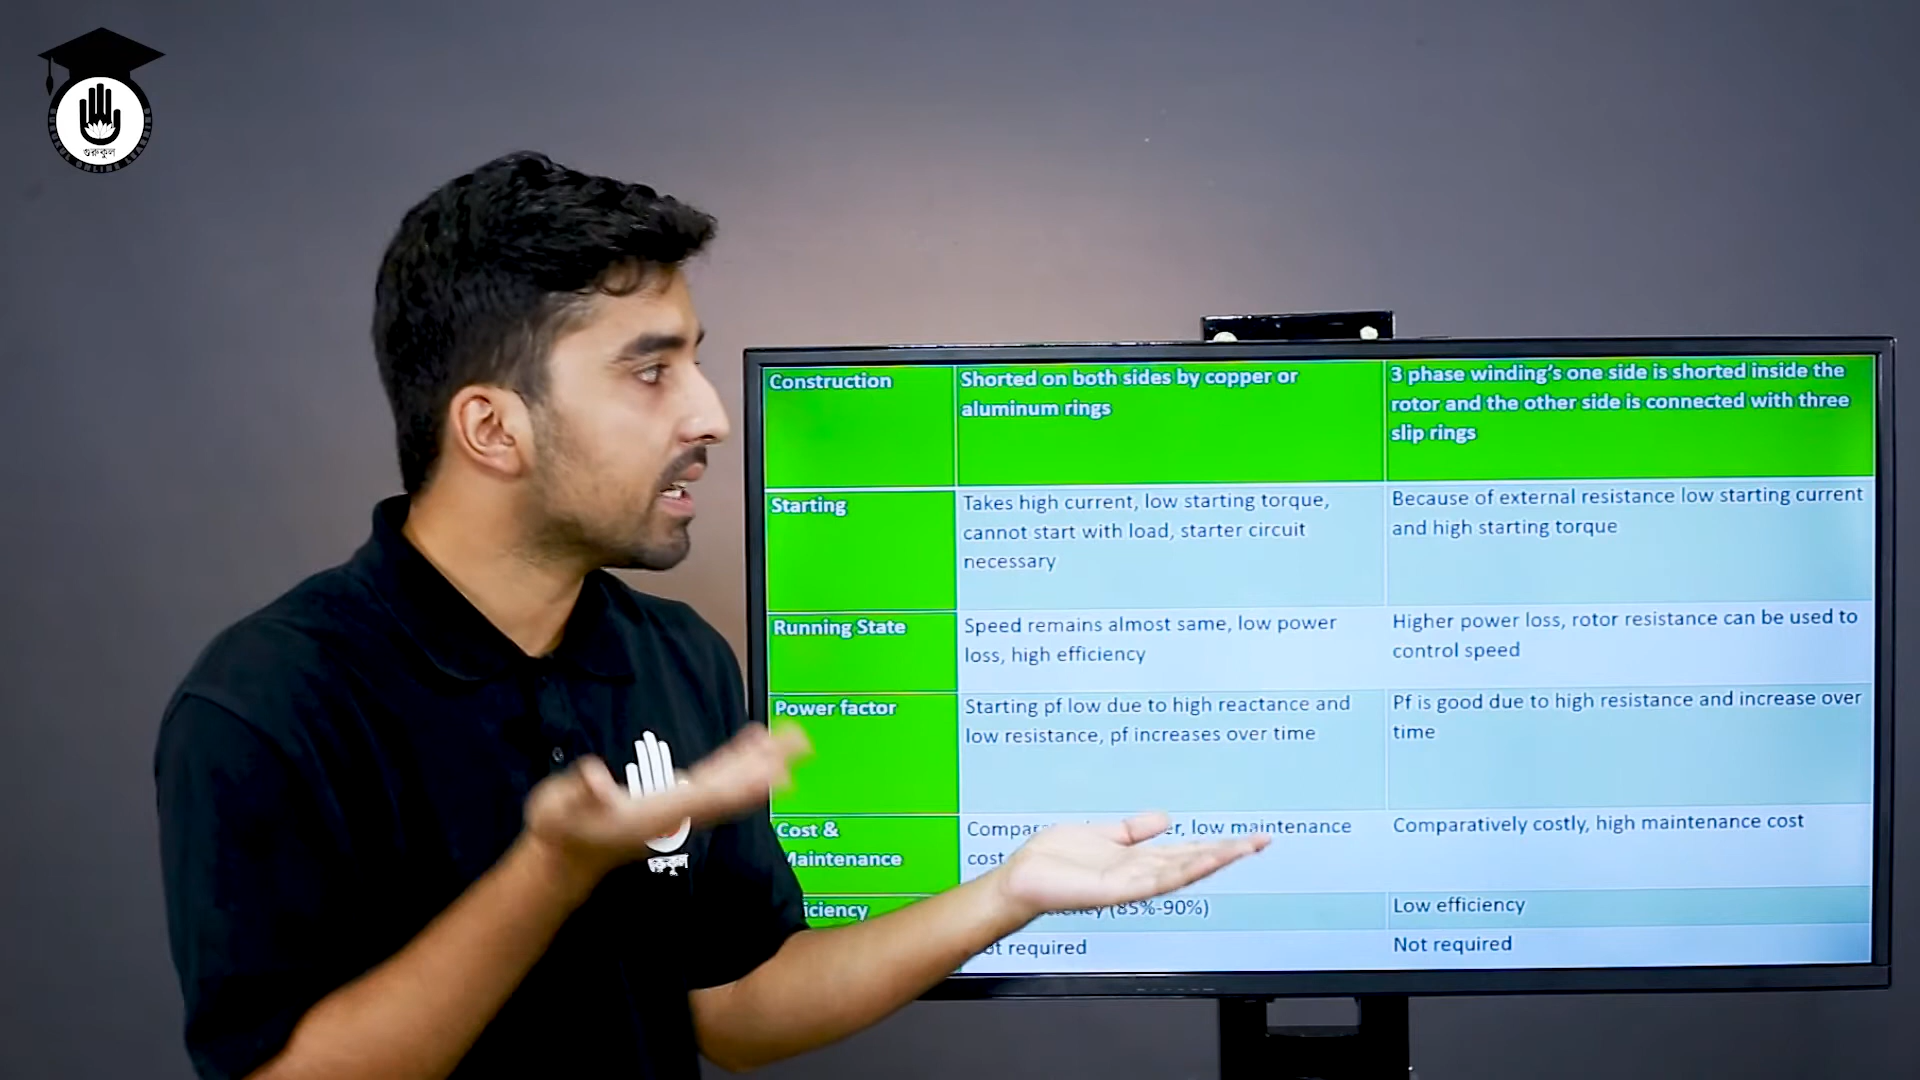 গুরুকুল
GURUKUL ONLINE LEARNING
Construction
Shorted on both sides by copper or
aluminum rings
3 phase winding's one side is shorted inside the
rotor and the other side is connected with three
slip rings
Starting
Takes high current, low starting torque,
cannot start with load, starter circuit
necessary
Because of external resistance low starting current
and high starting torque
Running State
Speed remains almost same, low power
loss, high efficiency
Higher power loss, rotor resistance can be used to
control speed
Power factor
Starting pf low due to high reactance and
low resistance, pf increases over time
Pf is good due to high resistance and increase over
time
Cost &
Maintenance
low maintenance
cost
Comparatively costly, high maintenance cost
(85%-90%)
Low efficiency
required
Not required
গুরুকুল